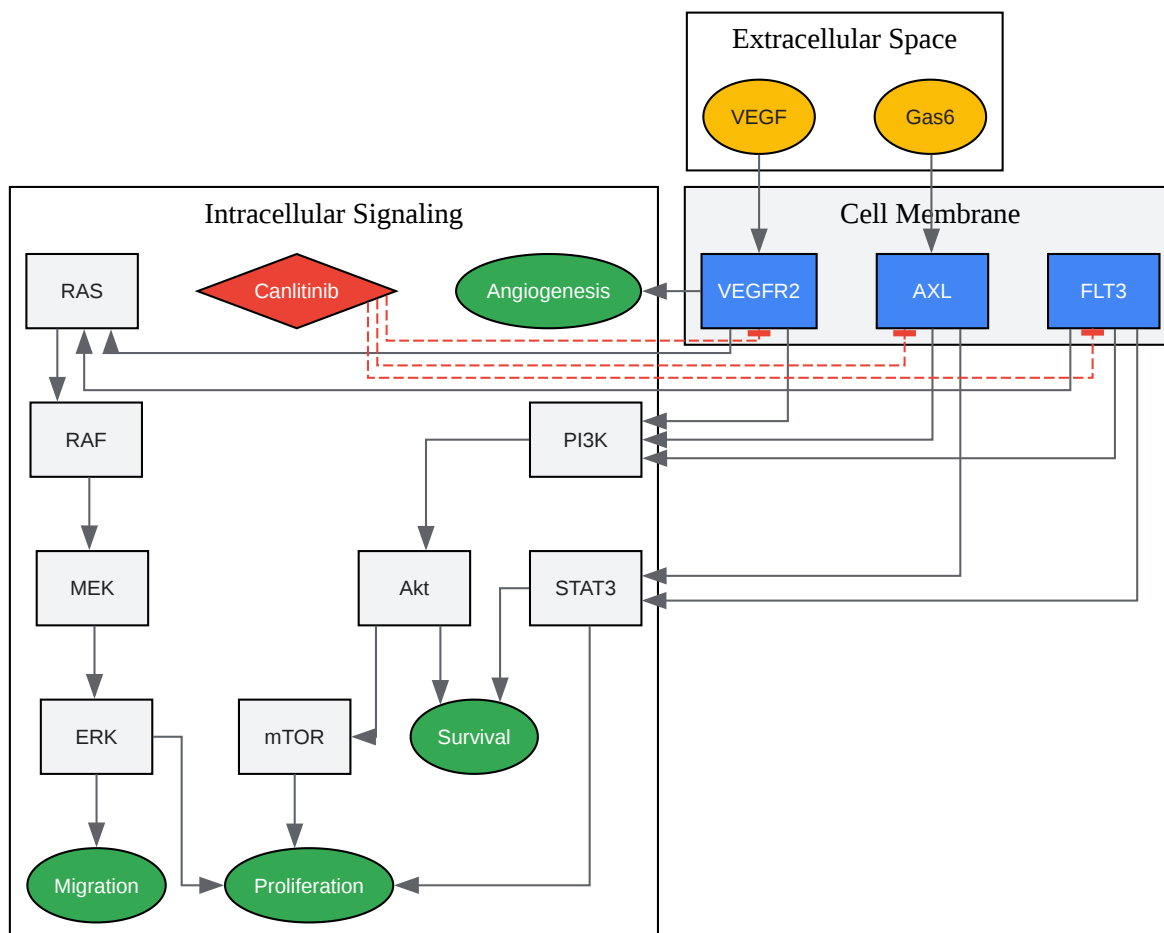 Extracellular Space
VEGF
Gas6
Intracellular Signaling
Cell Membrane
RAS
Canlitinib
Angiogenesis
VEGFR2
AXL
FLT3
RAF
PI3K
MEK
Akt
STAT3
ERK
mTOR
Survival
Migration
Proliferation